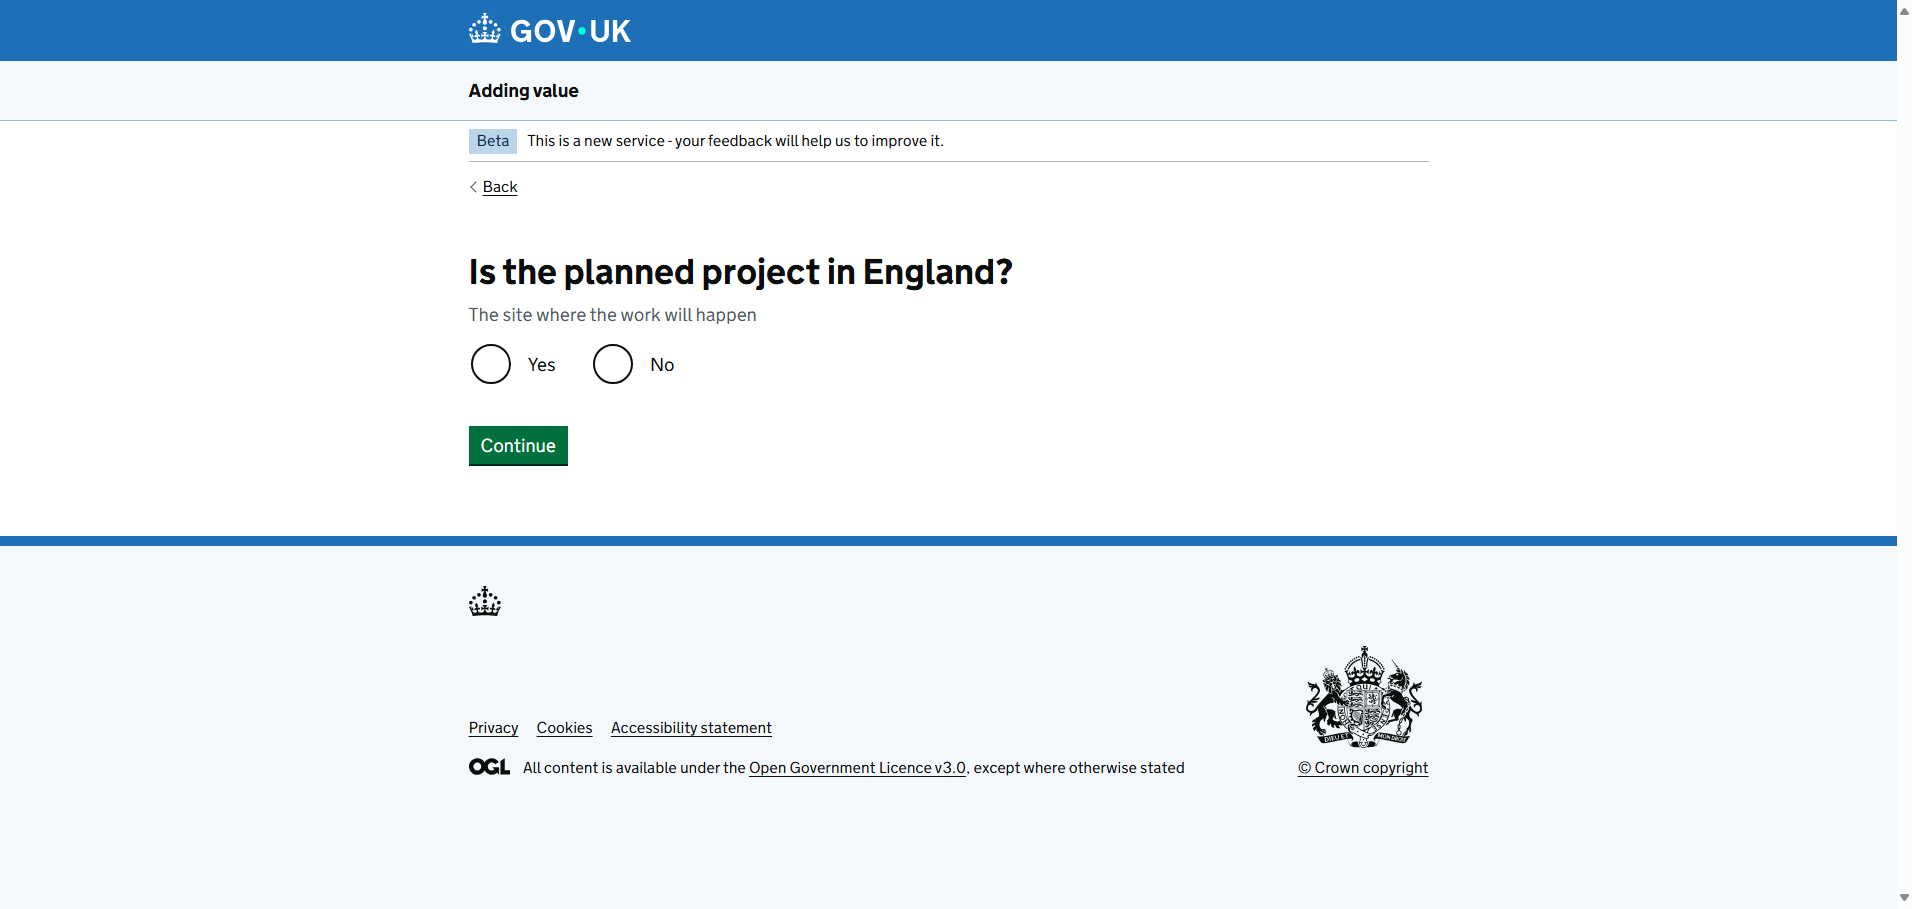 GOV·UK
Adding value
Beta This is a new service - your feedback will help us to improve it.
Back
Is the planned project in England?
The site where the work will happen
Yes No
Continue
Privacy Cookies Accessibility statement
OGL All content is available under the Open Government Licence v3.0, except where otherwise stated
© Crown copyright